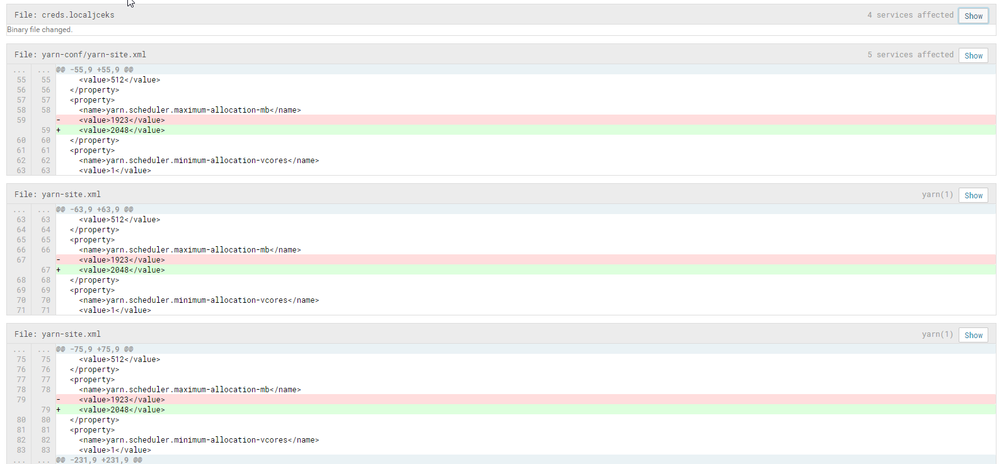 File: creds.localjceks 4 services affected Show
Binary file changed.
File: yarn-conf/yarn-site.xml 5 services affected Show
... ... @@ -55,9 +55,9 @@
55 55 <value>512</value>
56 56 </property>
57 57 <property>
58 58 <name>yarn.scheduler.maximum-allocation-mb</name>
59 - <value>1923</value>
59 + <value>2048</value>
60 60 </property>
61 61 <property>
62 62 <name>yarn.scheduler.minimum-allocation-vcores</name>
63 63 <value>1</value>
File: yarn-site.xml yarn(1) Show
... ... @@ -63,9 +63,9 @@
63 63 <value>512</value>
64 64 </property>
65 65 <property>
66 66 <name>yarn.scheduler.maximum-allocation-mb</name>
67 - <value>1923</value>
67 + <value>2048</value>
68 68 </property>
69 69 <property>
70 70 <name>yarn.scheduler.minimum-allocation-vcores</name>
71 71 <value>1</value>
File: yarn-site.xml yarn(1) Show
... ... @@ -75,9 +75,9 @@
75 75 <value>512</value>
76 76 </property>
77 77 <property>
78 78 <name>yarn.scheduler.maximum-allocation-mb</name>
79 - <value>1923</value>
79 + <value>2048</value>
80 80 </property>
81 81 <property>
82 82 <name>yarn.scheduler.minimum-allocation-vcores</name>
83 83 <value>1</value>
... ... @@ -231,9 +231,9 @@